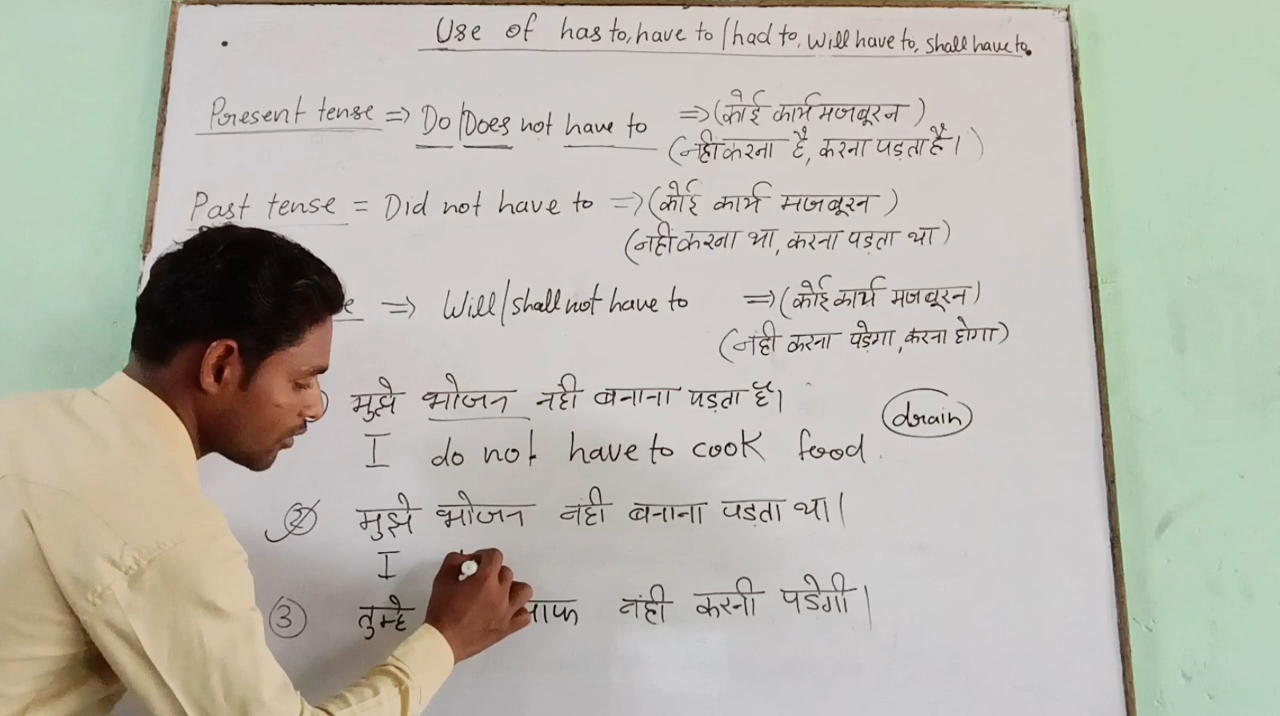 Use of has to, have to / had to, will have to, shall have to.
Present tense ⇒ Do/Does not have to ⇒ (कोई कार्य मजबूरन)
(नहीं करना है, करना पड़ता है।)
Past tense = Did not have to ⇒ (कोई कार्य मजबूरन)
(नहीं करना था, करना पड़ता था)
⇒ Will/shall not have to ⇒ (कोई कार्य मजबूरन)
(नंही करना पड़ेगा, करना होगा)
मुझे भोजन नही बनाना पड़ता है।
drain
I do not have to cook food.
② मुझे भोजन नंही बनाना पड़ता था।
I
③ तुम्हे नंही करनी पडेगी।